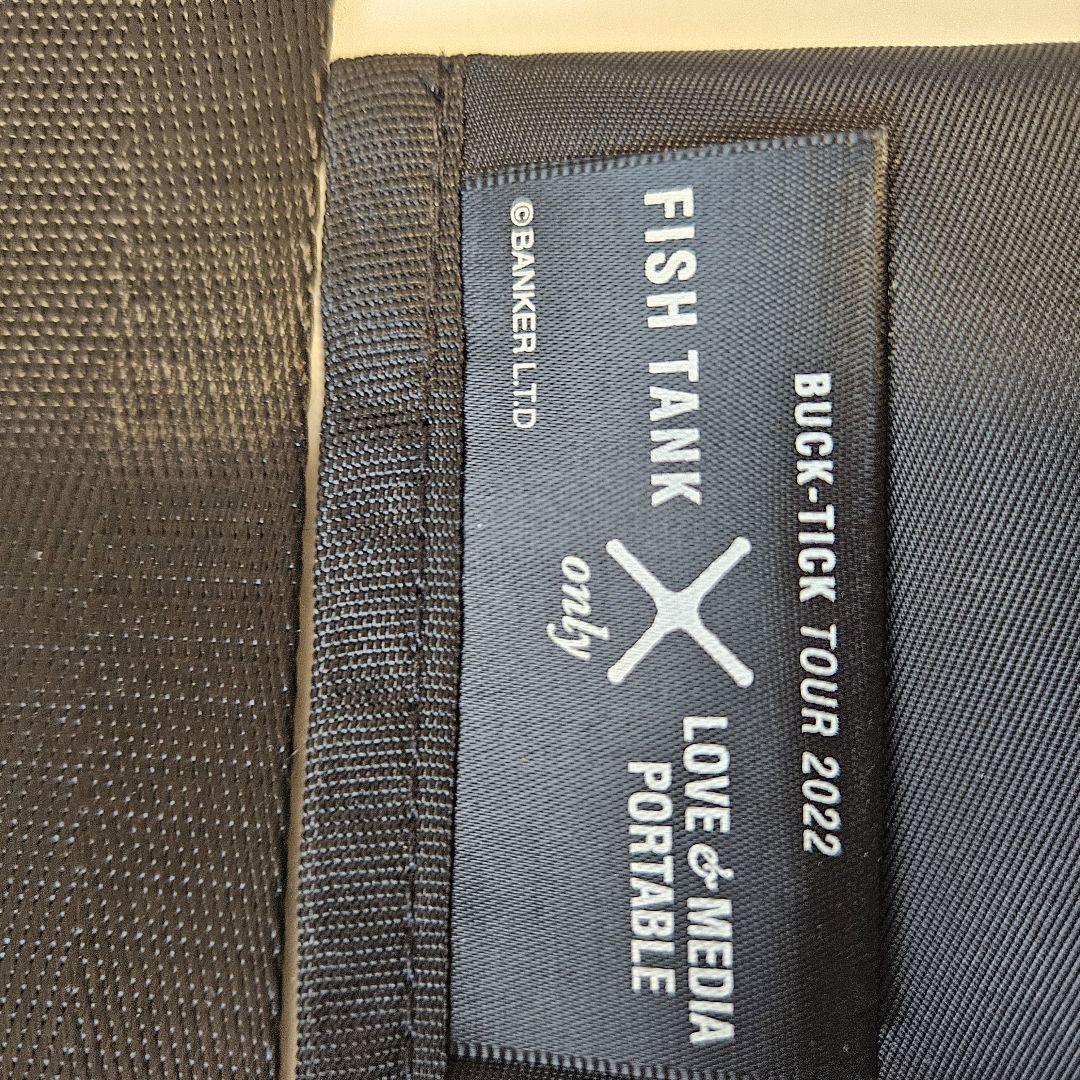 BUCK-TICK TOUR 2022
FISH TANK
only
LOVE & MEDIA
PORTABLE
©BANKER L.T.D